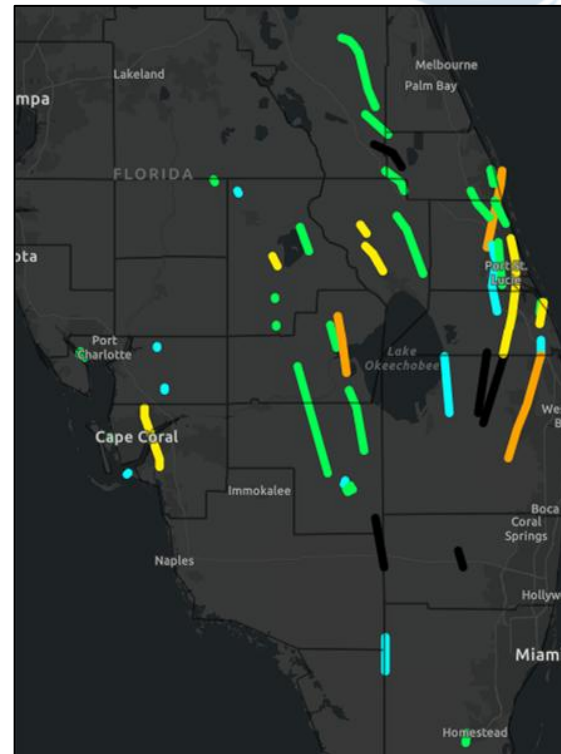 Melbourne
Lakeland
Palm Bay
mpa
FLORIDA
ota
Port St.
Lucie
Port
Charlotte
Lake
Okeechobee
We
B
Cape Coral
Immokalee
Boca
Coral
Springs
Naples
Hollyw
Miam
Homestead